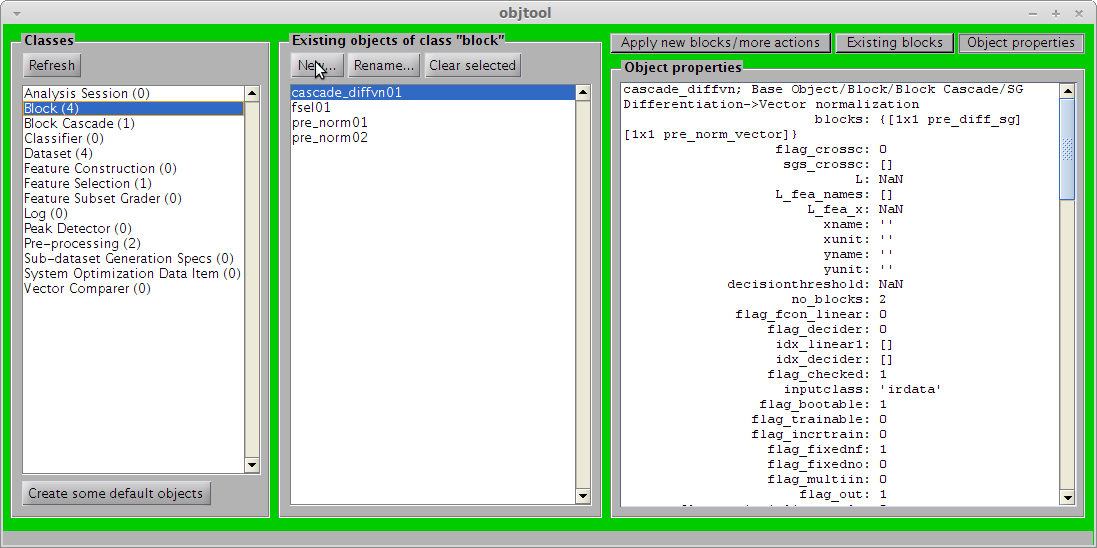 objtool
Classes
Refresh
Analysis Session (0)
Block (4)
Block Cascade (1)
Classifier (0)
Dataset (4)
Feature Construction (0)
Feature Selection (1)
Feature Subset Grader (0)
Log (0)
Peak Detector (0)
Pre-processing (2)
Sub-dataset Generation Specs (0)
System Optimization Data Item (0)
Vector Comparer (0)
Create some default objects
Existing objects of class "block"
Rename... Clear selected
cascade_diffvn01
fsel01
pre_norm01
pre_norm02
Apply new blocks/more actions Existing blocks Object properties
Object properties
cascade_diffvn; Base Object/Block/Block Cascade/SG
Differentiation->Vector normalization
blocks: {[1x1 pre_diff_sg]
[1x1 pre_norm_vector]}
flag_crossc: 0
sgs_crossc: []
L: NaN
L_fea_names: []
L_fea_x: NaN
xname: ''
xunit: ''
yname: ''
yunit: ''
decisionthreshold: NaN
no_blocks: 2
flag_fcon_linear: 0
flag_decider: 0
idx_linear1: []
idx_decider: []
flag_checked: 1
inputclass: 'irdata'
flag_bootable: 1
flag_trainable: 0
flag_incrtrain: 0
flag_fixednf: 1
flag_fixedno: 0
flag_multiin: 0
flag_out: 1